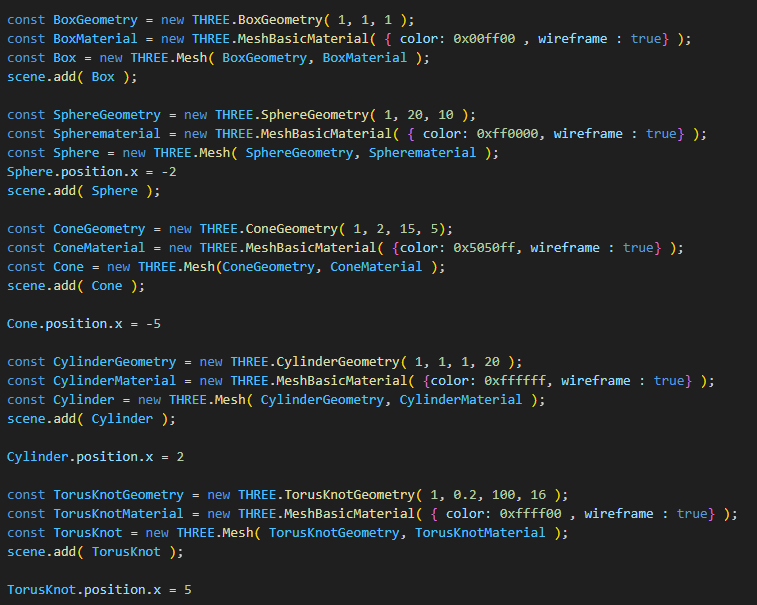 const BoxGeometry = new THREE.BoxGeometry( 1, 1, 1 );
const BoxMaterial = new THREE.MeshBasicMaterial( { color: 0x00ff00 , wireframe : true} );
const Box = new THREE.Mesh( BoxGeometry, BoxMaterial );
scene.add( Box );

const SphereGeometry = new THREE.SphereGeometry( 1, 20, 10 );
const Spherematerial = new THREE.MeshBasicMaterial( { color: 0xff0000, wireframe : true} );
const Sphere = new THREE.Mesh( SphereGeometry, Spherematerial );
Sphere.position.x = -2
scene.add( Sphere );

const ConeGeometry = new THREE.ConeGeometry( 1, 2, 15, 5);
const ConeMaterial = new THREE.MeshBasicMaterial( {color: 0x5050ff, wireframe : true} );
const Cone = new THREE.Mesh(ConeGeometry, ConeMaterial );
scene.add( Cone );

Cone.position.x = -5

const CylinderGeometry = new THREE.CylinderGeometry( 1, 1, 1, 20 );
const CylinderMaterial = new THREE.MeshBasicMaterial( {color: 0xffffff, wireframe : true} );
const Cylinder = new THREE.Mesh( CylinderGeometry, CylinderMaterial );
scene.add( Cylinder );

Cylinder.position.x = 2

const TorusKnotGeometry = new THREE.TorusKnotGeometry( 1, 0.2, 100, 16 );
const TorusKnotMaterial = new THREE.MeshBasicMaterial( { color: 0xffff00 , wireframe : true} );
const TorusKnot = new THREE.Mesh( TorusKnotGeometry, TorusKnotMaterial );
scene.add( TorusKnot );

TorusKnot.position.x = 5